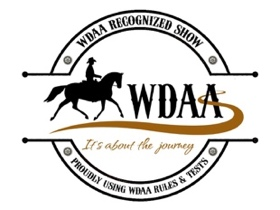 WDAA RECOGNIZED SHOW
WDAA
It's about the journey
PROUDLY USING WDAA RULES & TESTS